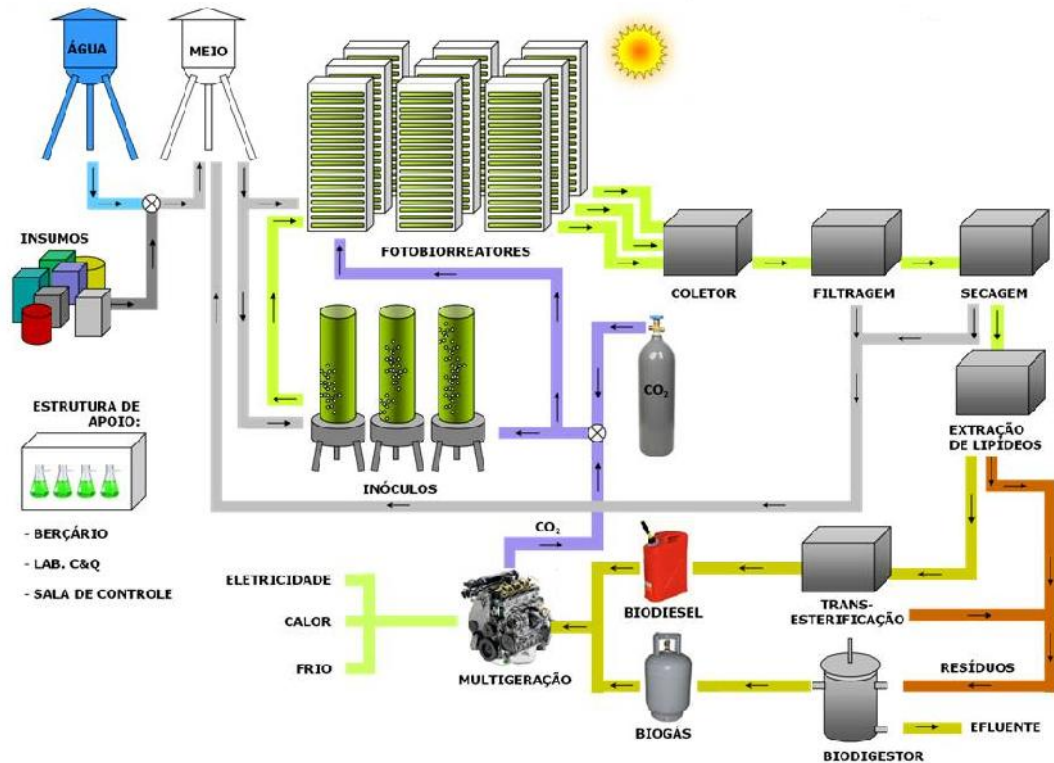 ÁGUA
MEIO
INSUMOS
FOTOBIORREATORES
COLETOR
FILTRAGEM
SECAGEM
CO₂
ESTRUTURA DE
APOIO:
EXTRAÇÃO
DE LIPÍDEOS
INÓCULOS
- BERÇÁRIO
- LAB. C&Q
- SALA DE CONTROLE
CO₂
ELETRICIDADE
CALOR
FRIO
MULTIGERAÇÃO
BIODIESEL
TRANS-
ESTERIFICAÇÃO
RESÍDUOS
BIOGÁS
EFLUENTE
BIODIGESTOR